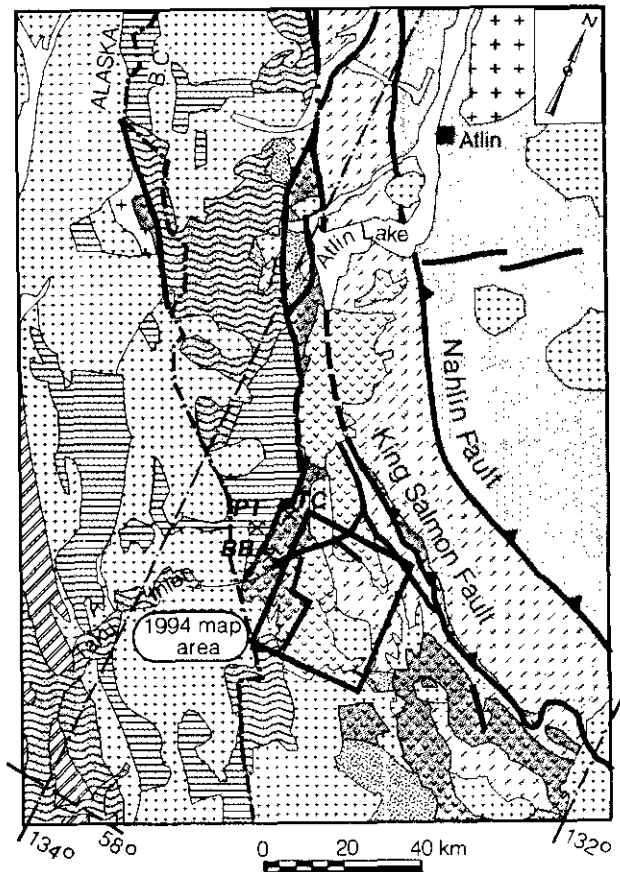 N
ALASKA
B.C.
Atlin
Atlin Lake
Nahlin Fault
King Salmon Fault
TC
PT
BB
Taku
1994 map
area
134°
58°
132°
0 20 40 km